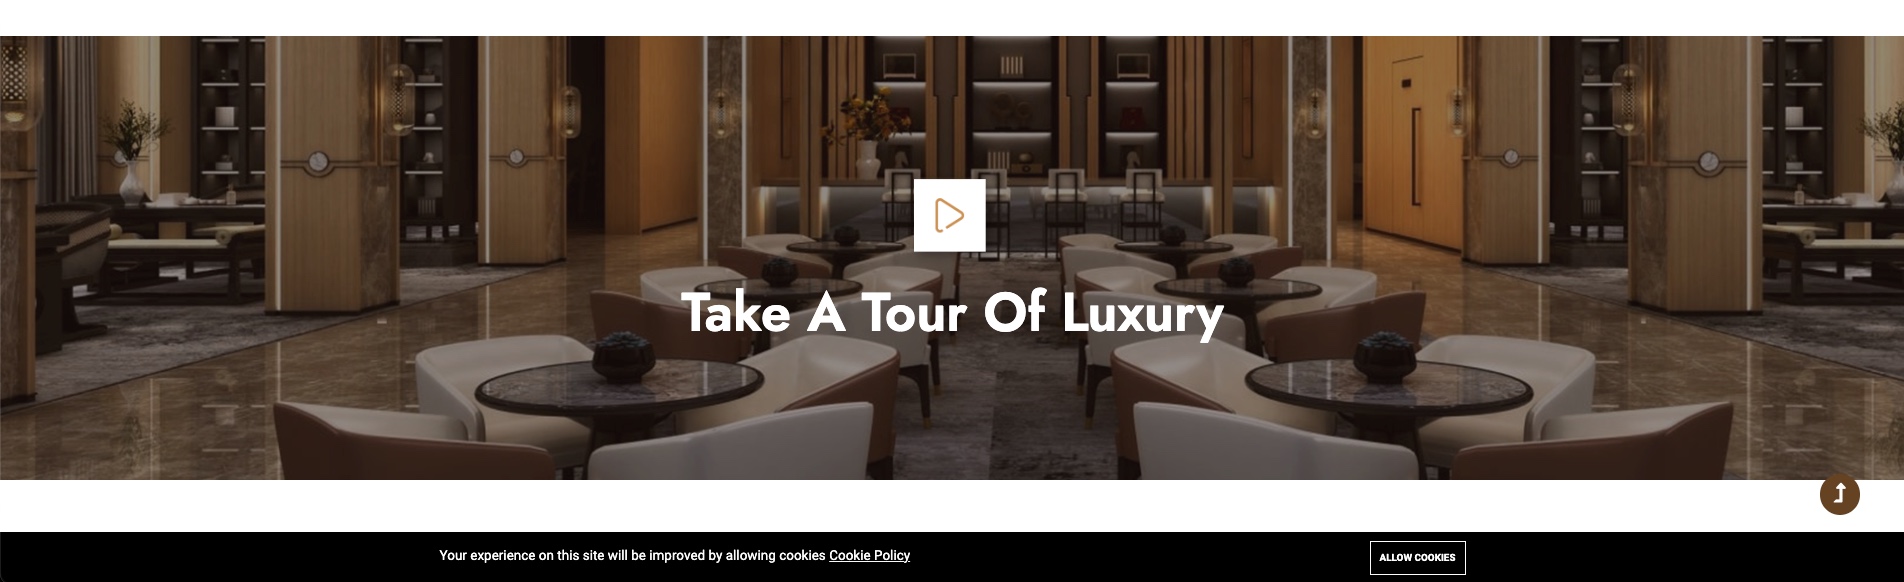 Take A Tour Of Luxury
Your experience on this site will be improved by allowing cookies Cookie Policy
ALLOW COOKIES